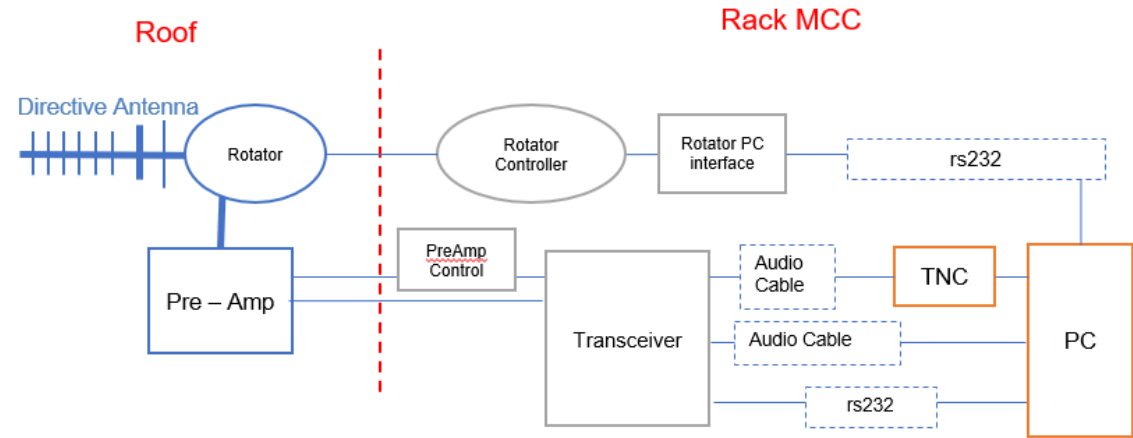 Roof
Rack MCC
Directive Antenna
Rotator
Rotator
Controller
Rotator PC
interface
rs232
PreAmp
Control
Pre – Amp
Transceiver
Audio
Cable
TNC
Audio Cable
PC
rs232